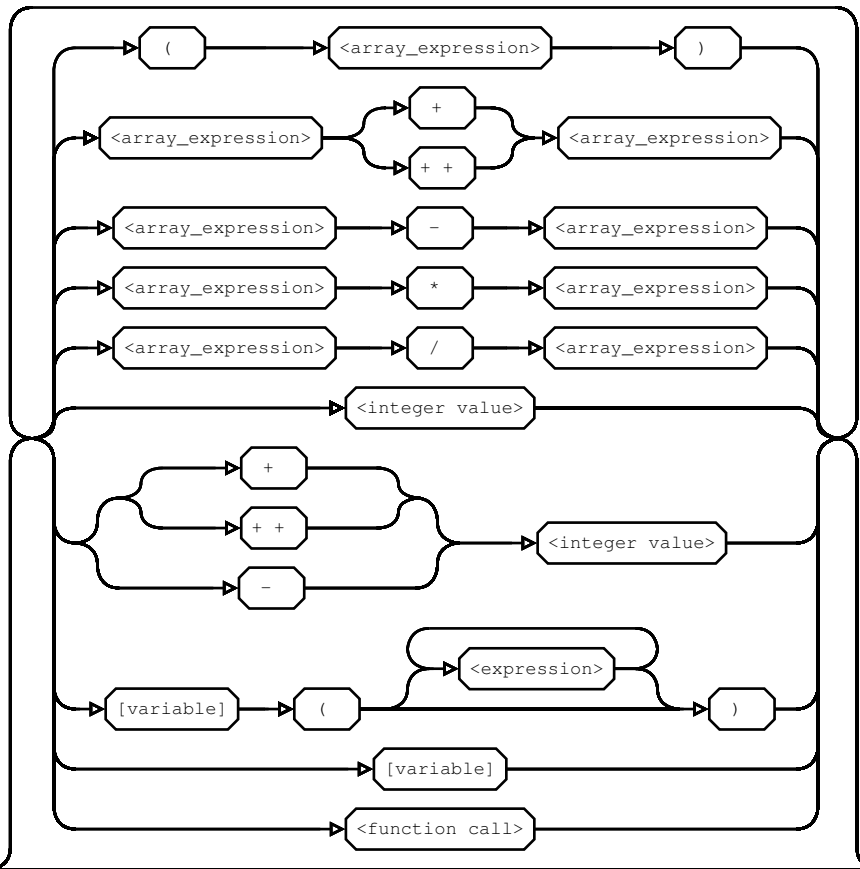 ( <array_expression> )
+
<array_expression> <array_expression>
+ +
<array_expression> - <array_expression>
<array_expression> * <array_expression>
<array_expression> / <array_expression>
<integer value>
+
+ +
<integer value>
-
<expression>
[variable] ( )
[variable]
<function call>